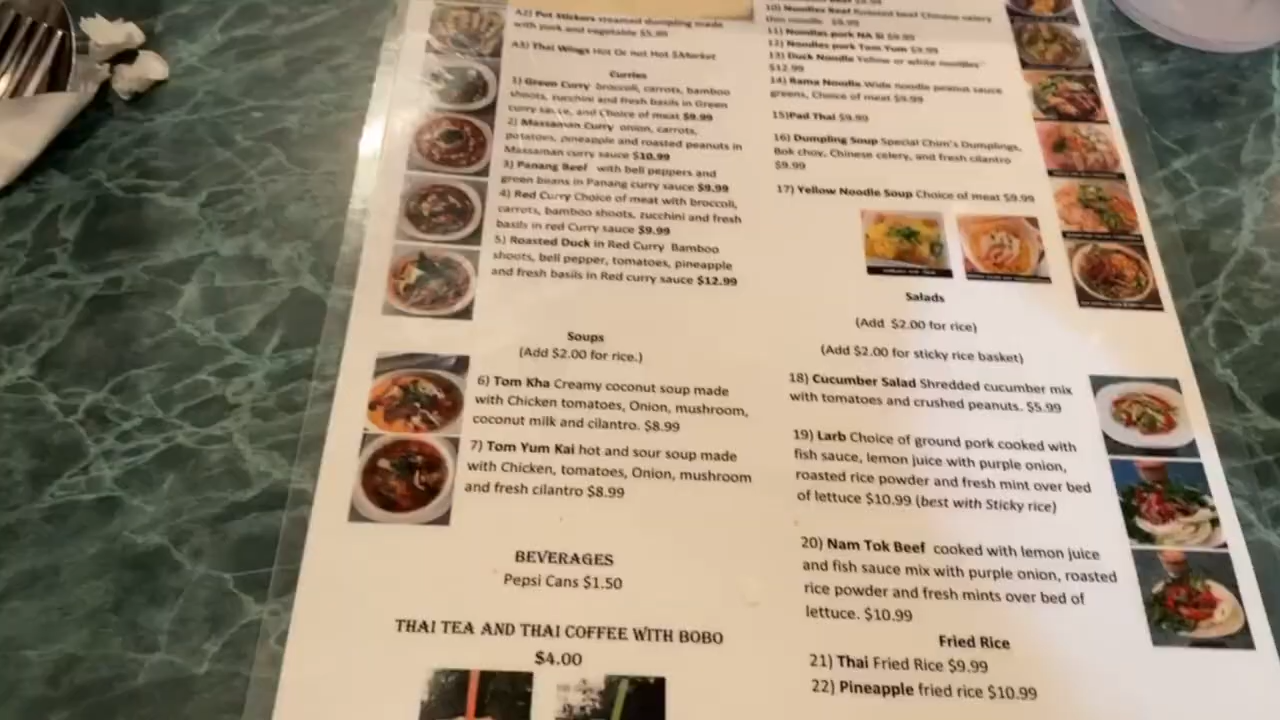 A2) Pot Stickers steamed dumpling made
with pork and vegetable $5.99
A3) Thai Wings Hot Or not Hot $Market
Curries
1) Green Curry broccoli, carrots, bamboo
shoots, zucchini and fresh basils in Green
curry sauce, and Choice of meat $9.99
2) Massaman Curry onion, carrots,
potatoes, pineapple and roasted peanuts in
Massaman curry sauce $10.99
3) Panang Beef with bell peppers and
green beans in Panang curry sauce $9.99
4) Red Curry Choice of meat with broccoli,
carrots, bamboo shoots, zucchini and fresh
basils in red Curry sauce $9.99
5) Roasted Duck in Red Curry Bamboo
shoots, bell pepper, tomatoes, pineapple
and fresh basils in Red curry sauce $12.99
Soups
(Add $2.00 for rice.)
6) Tom Kha Creamy coconut soup made
with Chicken tomatoes, Onion, mushroom,
coconut milk and cilantro. $8.99
7) Tom Yum Kai hot and sour soup made
with Chicken, tomatoes, Onion, mushroom
and fresh cilantro $8.99
BEVERAGES
Pepsi Cans $1.50
THAI TEA AND THAI COFFEE WITH BOBO
$4.00
10) Noodles Beef beef Chinese celery
thin noodle $8.99
11) Noodles pork NA Si $9.99
12) Noodles pork Tom Yum $9.99
13) Duck Noodle Yellow or white noodles
$12.99
14) Rama Noodle Wide noodle peanut sauce
greens, Choice of meat $9.99
15)Pad Thai $9.99
16) Dumpling Soup Special Chim's Dumplings,
Bok choy, Chinese celery, and fresh cilantro
$9.99
17) Yellow Noodle Soup Choice of meat $9.99
Salads
(Add $2.00 for rice)
(Add $2.00 for sticky rice basket)
18) Cucumber Salad Shredded cucumber mix
with tomatoes and crushed peanuts. $5.99
19) Larb Choice of ground pork cooked with
fish sauce, lemon juice with purple onion,
roasted rice powder and fresh mint over bed
of lettuce $10.99 (best with Sticky rice)
20) Nam Tok Beef cooked with lemon juice
and fish sauce mix with purple onion, roasted
rice powder and fresh mints over bed of
lettuce. $10.99
Fried Rice
21) Thai Fried Rice $9.99
22) Pineapple fried rice $10.99